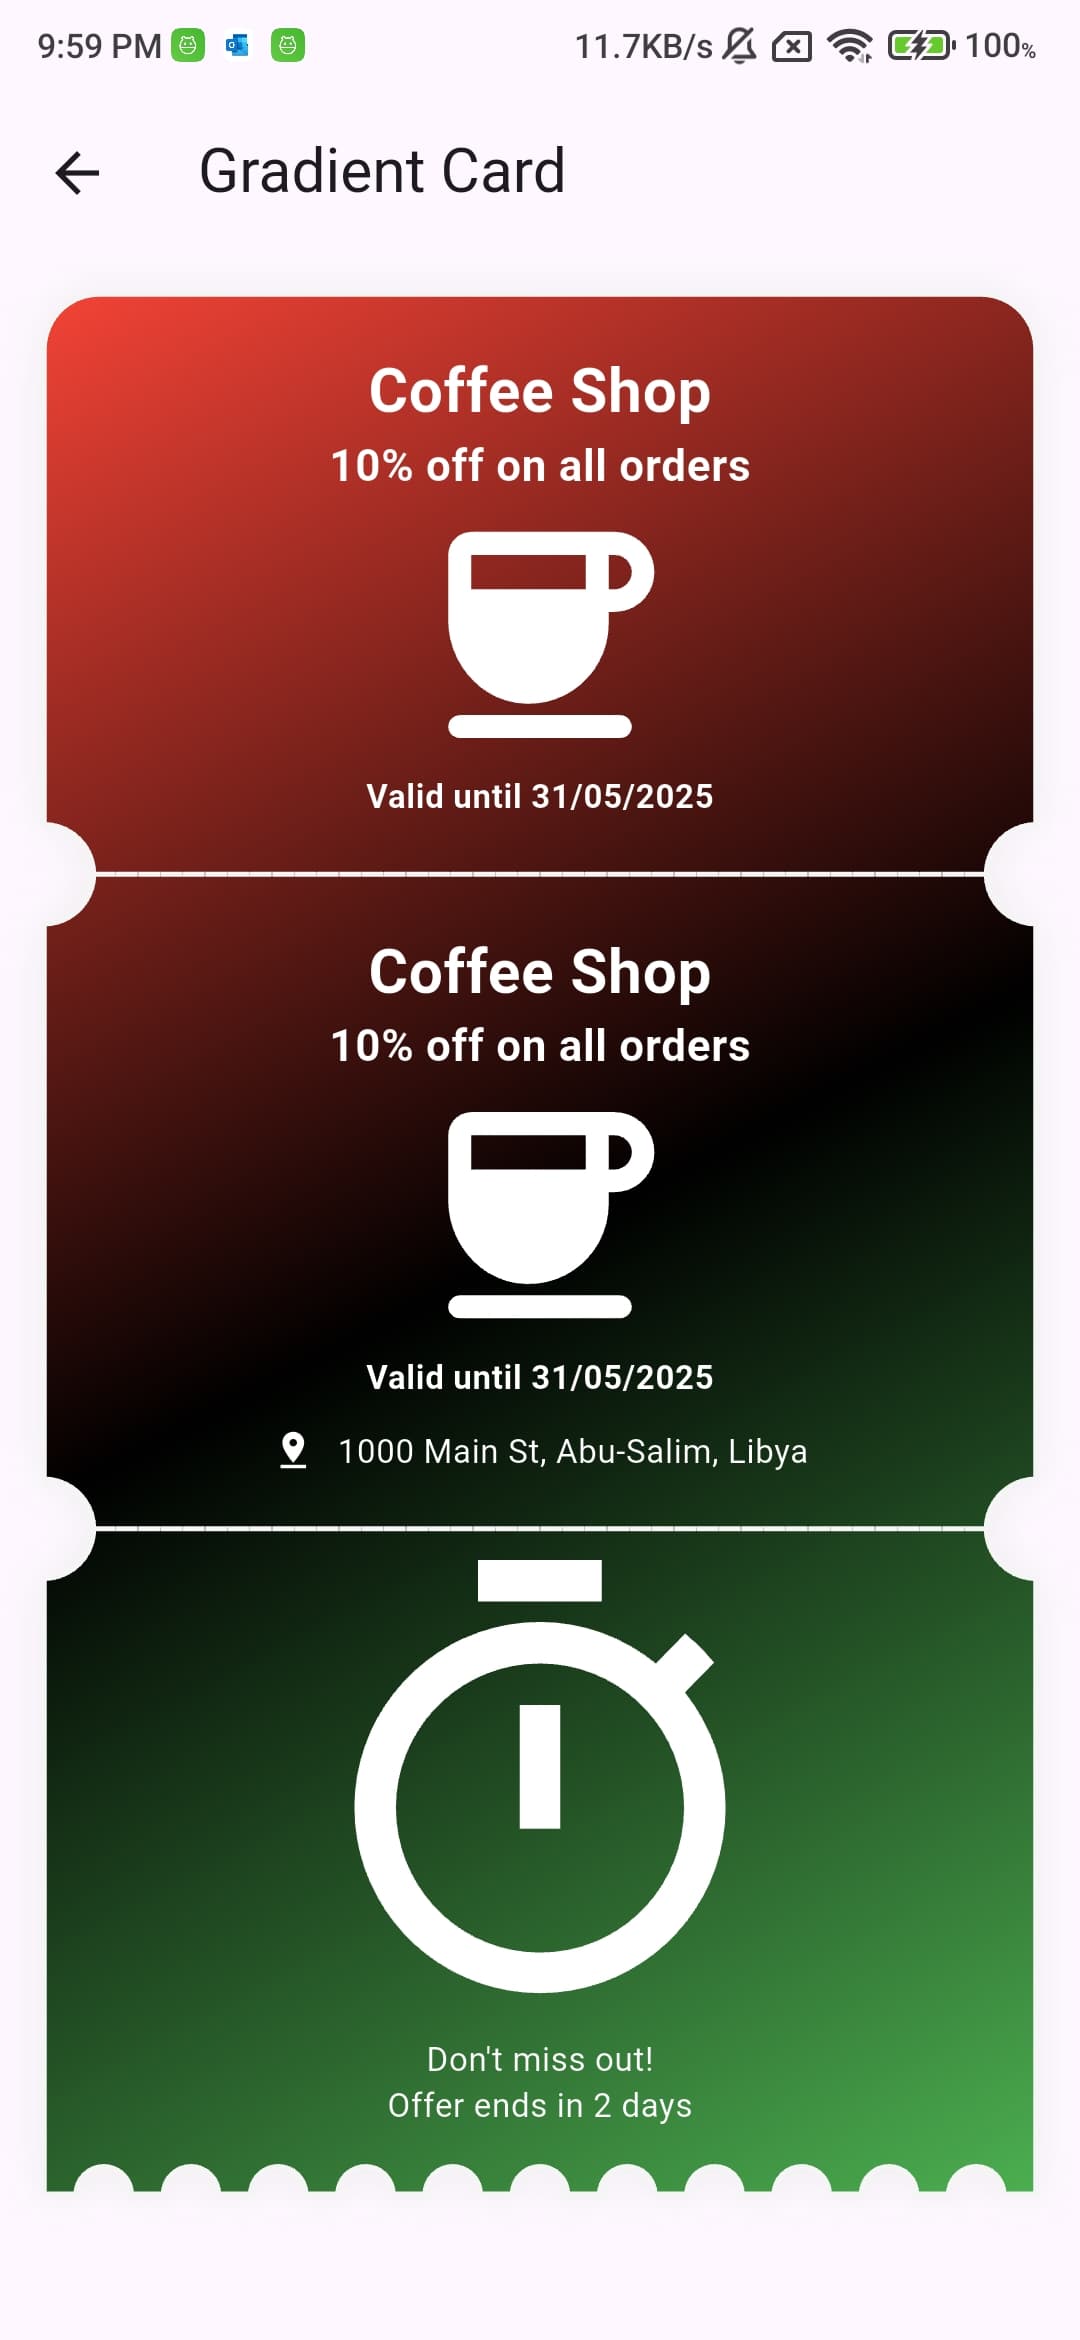 9:59 PM 11.7KB/s 100%
Gradient Card
Coffee Shop
10% off on all orders
Valid until 31/05/2025
Coffee Shop
10% off on all orders
Valid until 31/05/2025
1000 Main St, Abu-Salim, Libya
Don't miss out!
Offer ends in 2 days